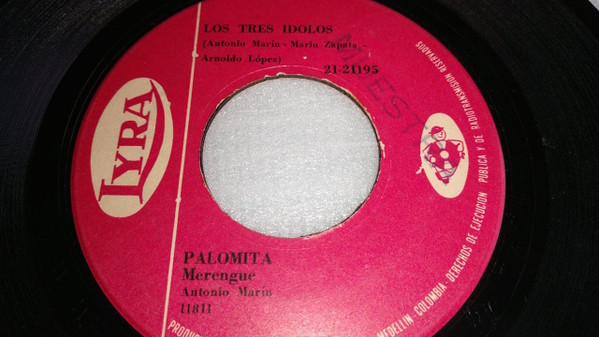 LOS TRES IDOLOS
(Antonio Marín - Mario Zapata
Arnoldo López)
21-21195
LYRA
PALOMITA
Merengue
Antonio Marín
11811
MEDELLIN - COLOMBIA - DERECHOS DE EJECUCION PUBLICA Y DE RADIOTRANSMISION RESERVADOS